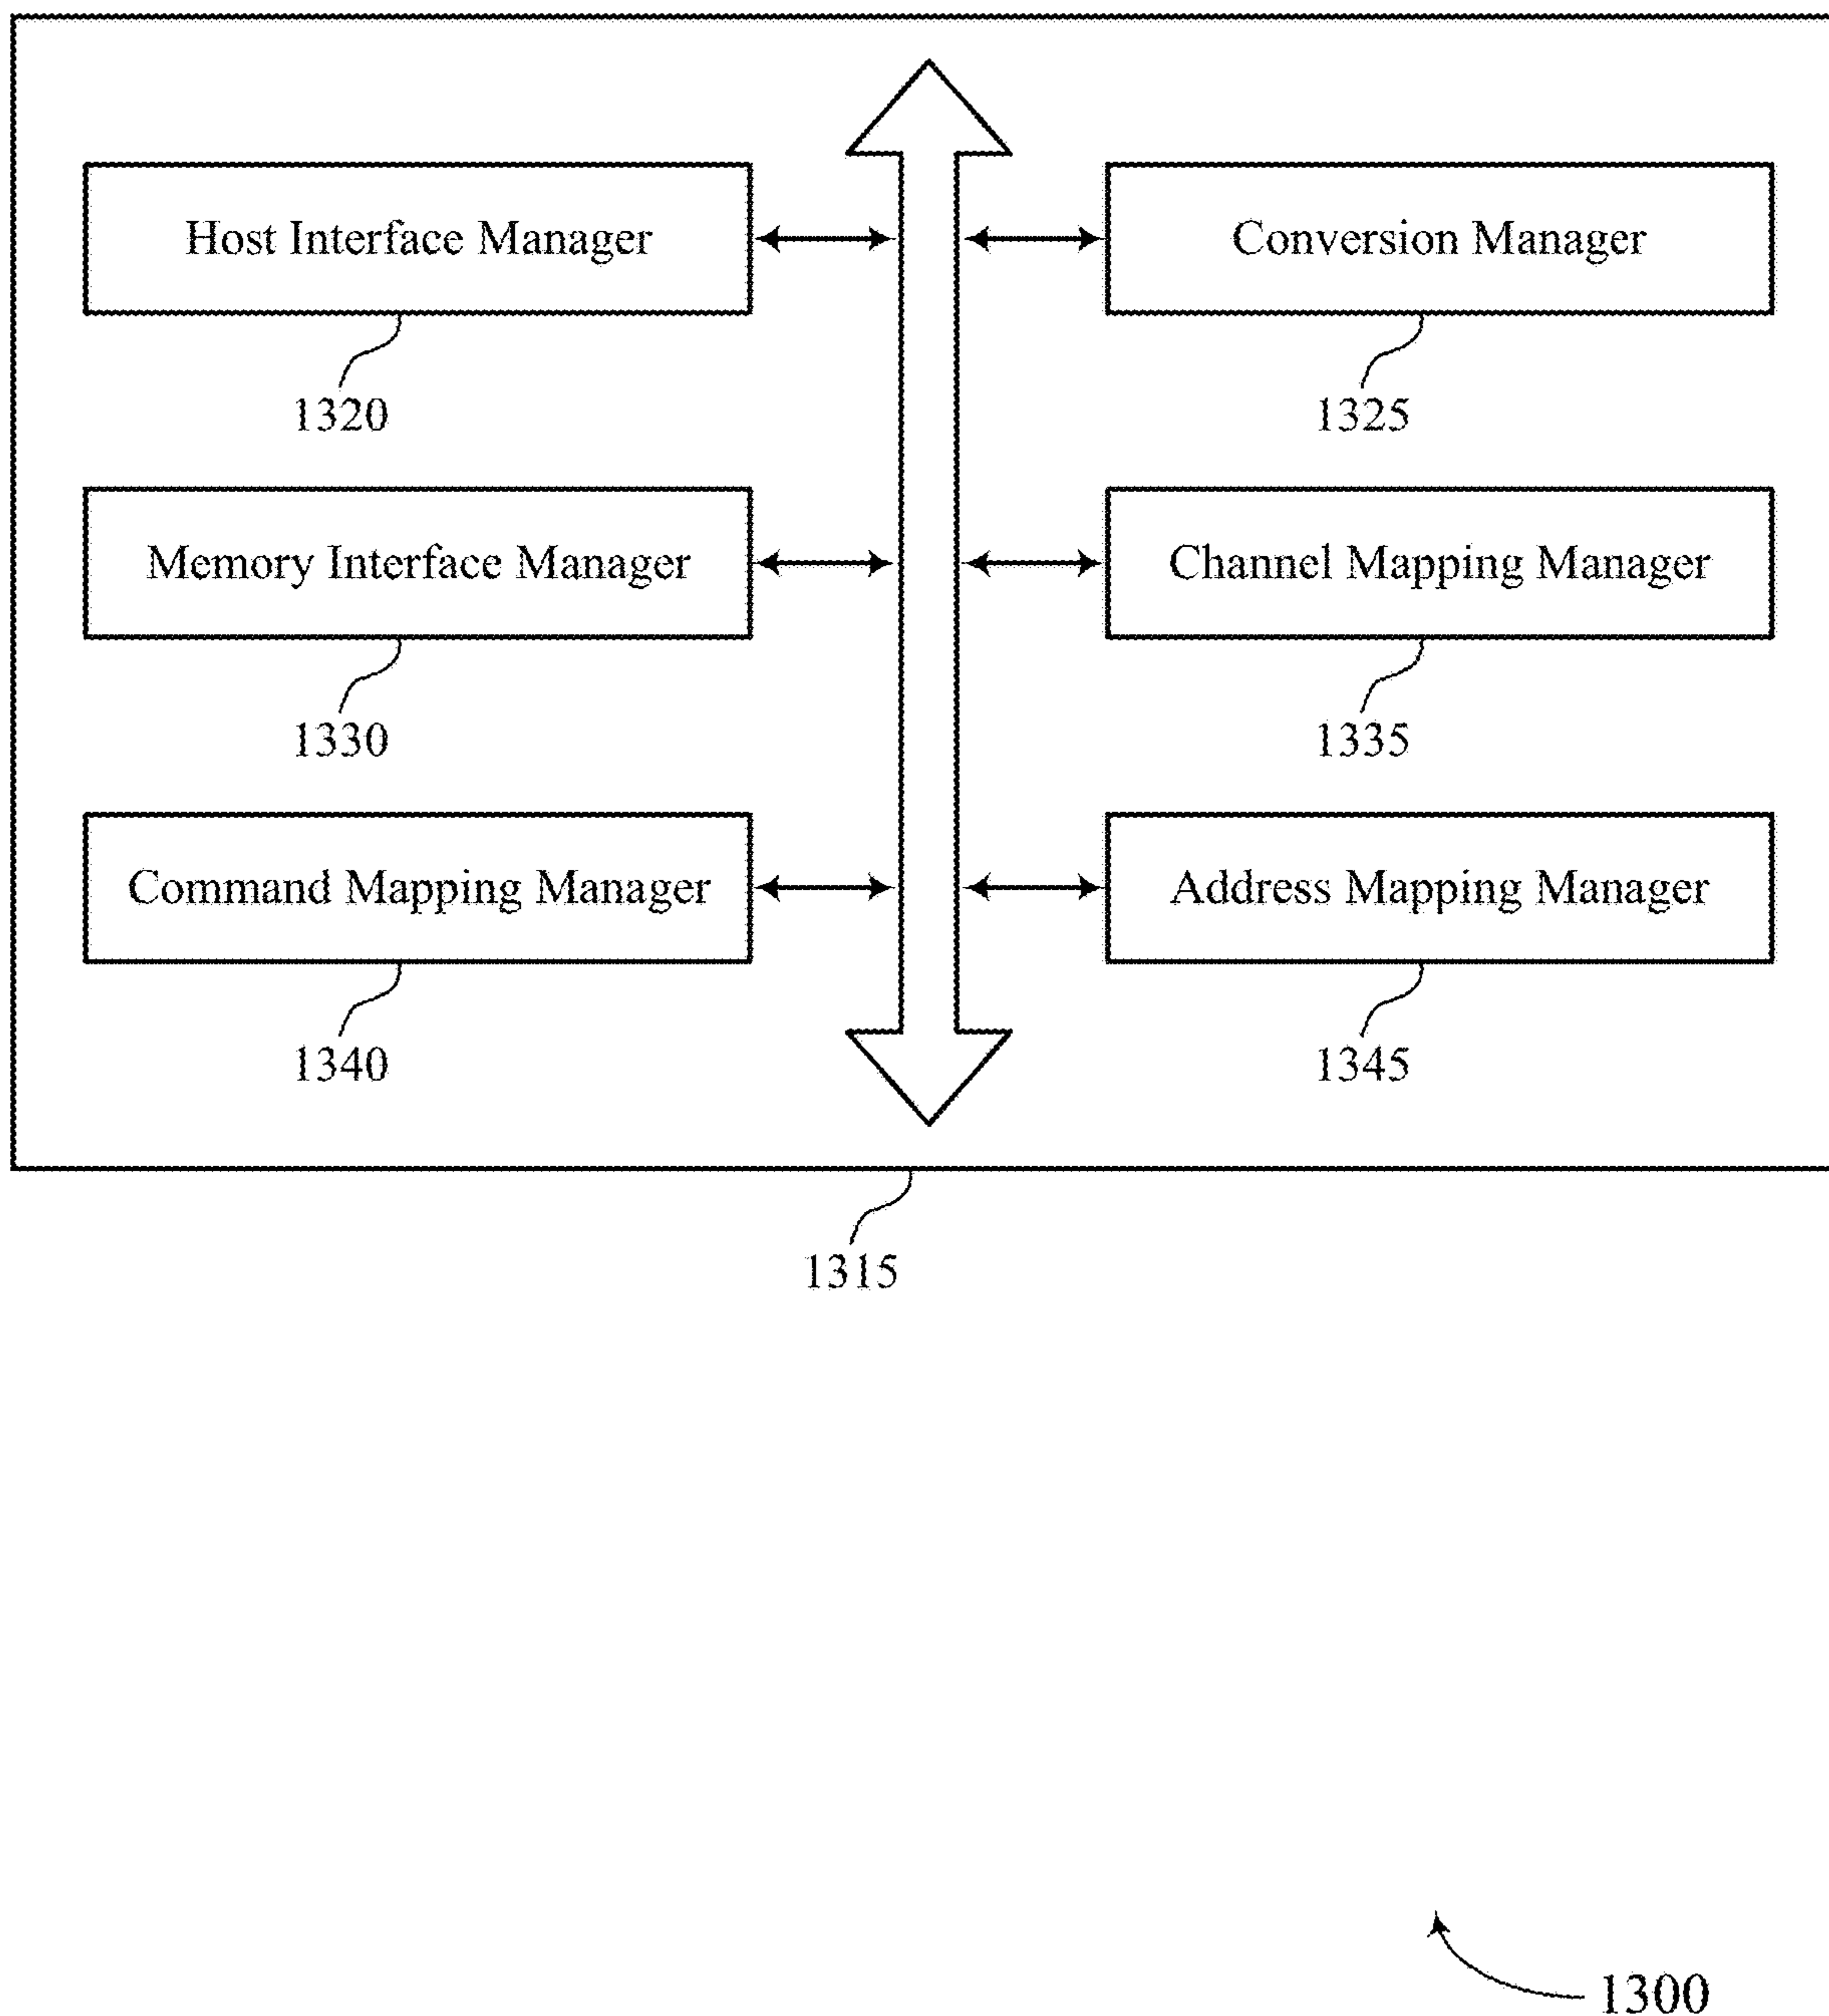 Host Interface Manager
Conversion Manager
1320
1325
Memory Interface Manager
Channel Mapping Manager
1330
1335
Command Mapping Manager
Address Mapping Manager
1340
1345
1315
1300